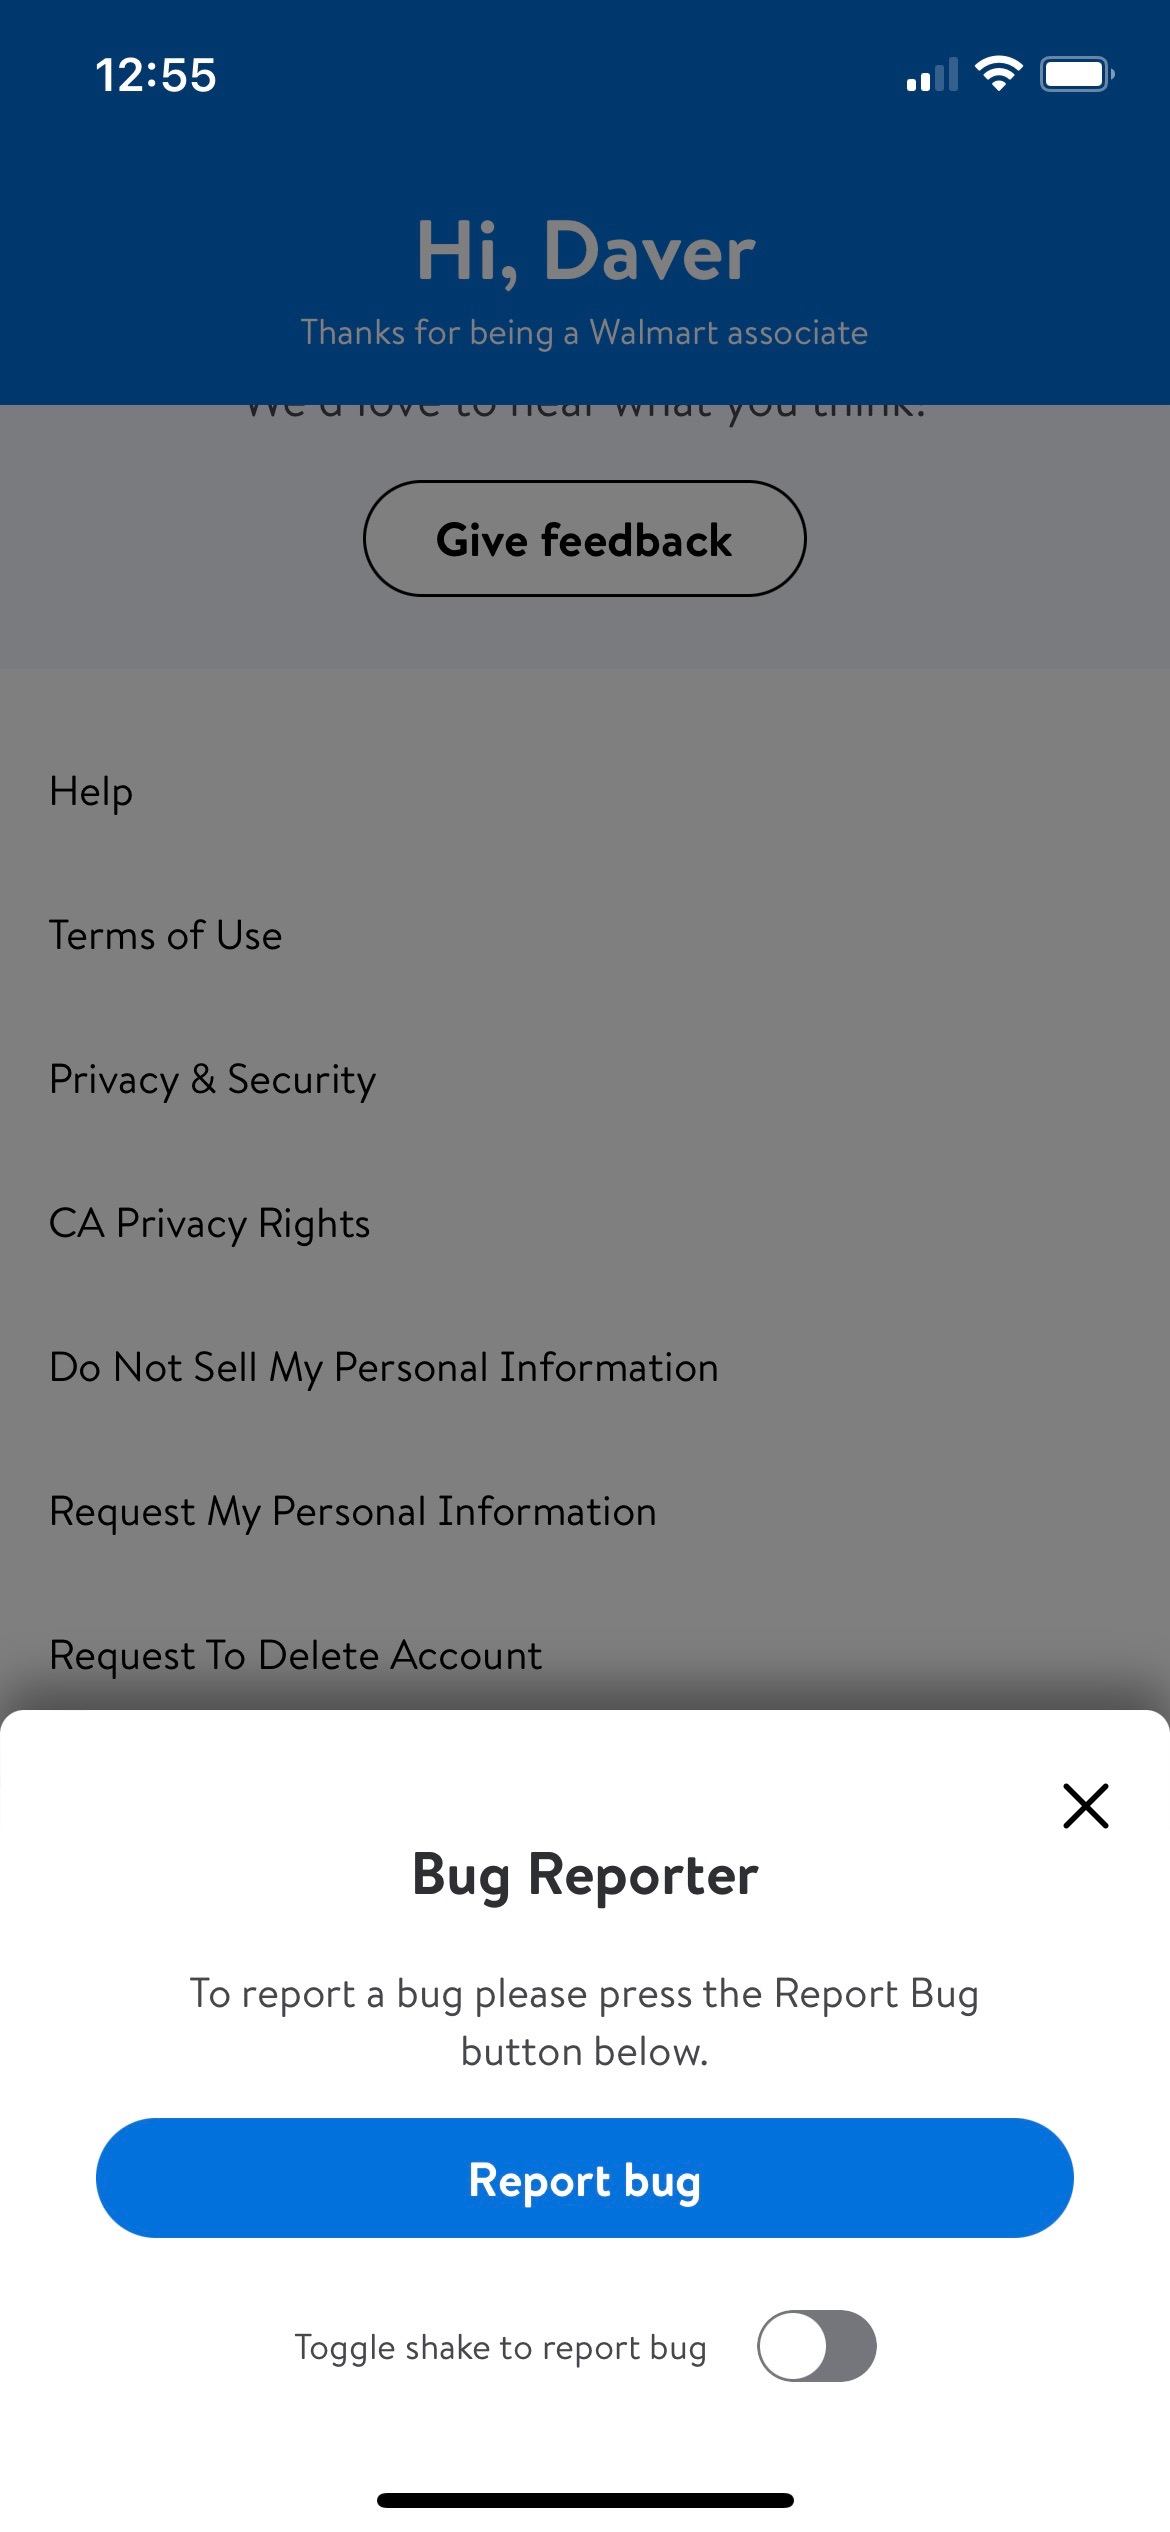 12:55
Hi, Daver
Thanks for being a Walmart associate
We'd love to hear what you think.
Give feedback
Help
Terms of Use
Privacy & Security
CA Privacy Rights
Do Not Sell My Personal Information
Request My Personal Information
Request To Delete Account
Bug Reporter
To report a bug please press the Report Bug
button below.
Report bug
Toggle shake to report bug